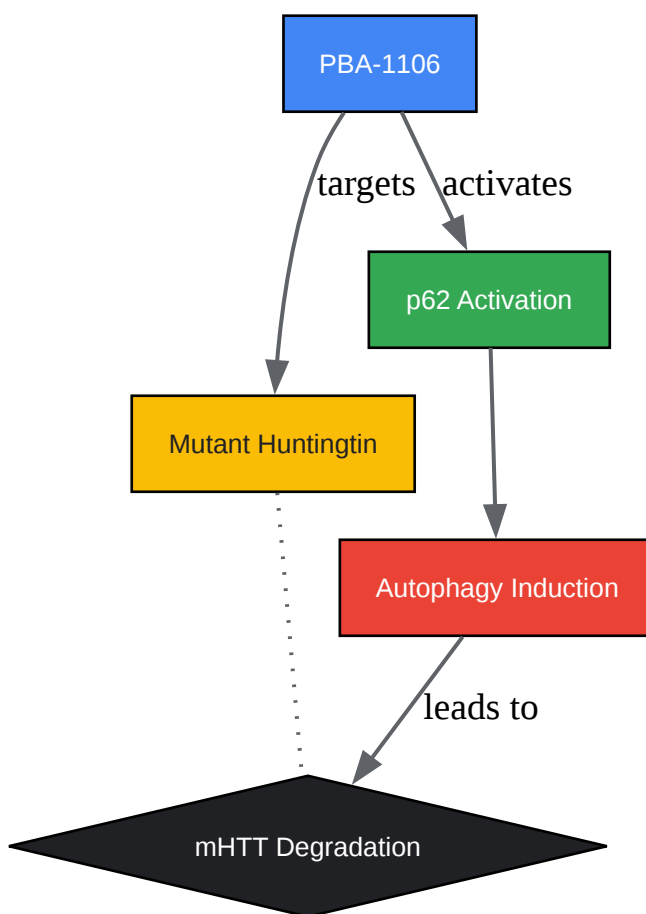 PBA-1106
targets
activates
p62 Activation
Mutant Huntingtin
Autophagy Induction
leads to
mHTT Degradation